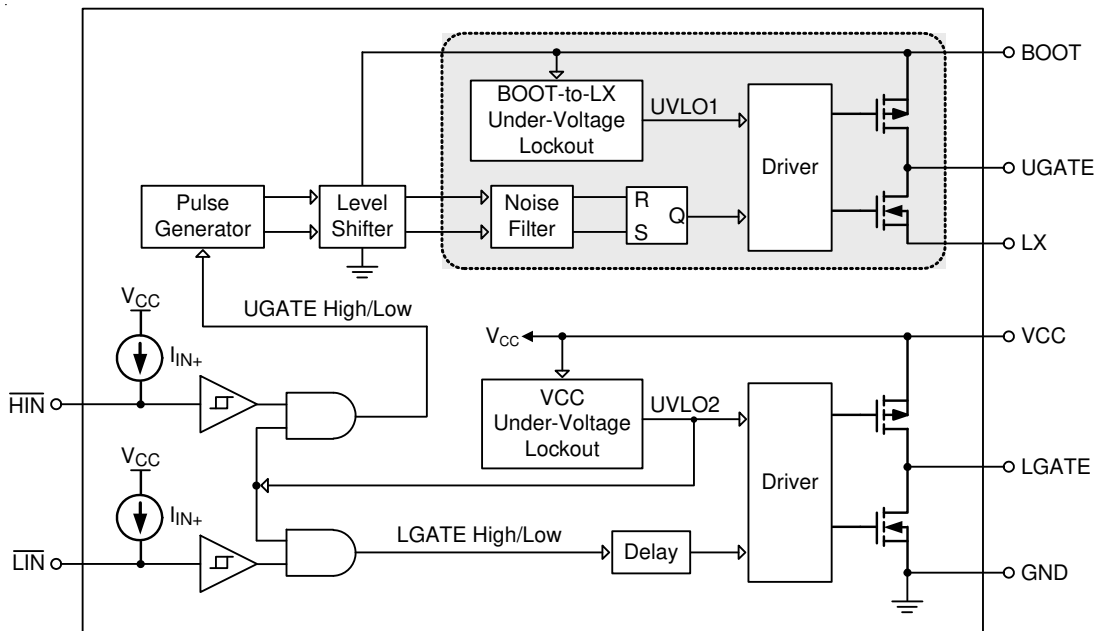 BOOT
BOOT-to-LX
Under-Voltage
Lockout
UVLO1
Driver
UGATE
Pulse
Generator
Level
Shifter
Noise
Filter
R
S
Q
LX
UGATE High/Low
VCC
IIN+
HIN
VCC
VCC
VCC
Under-Voltage
Lockout
UVLO2
Driver
LGATE
VCC
IIN+
LIN
LGATE High/Low
Delay
GND